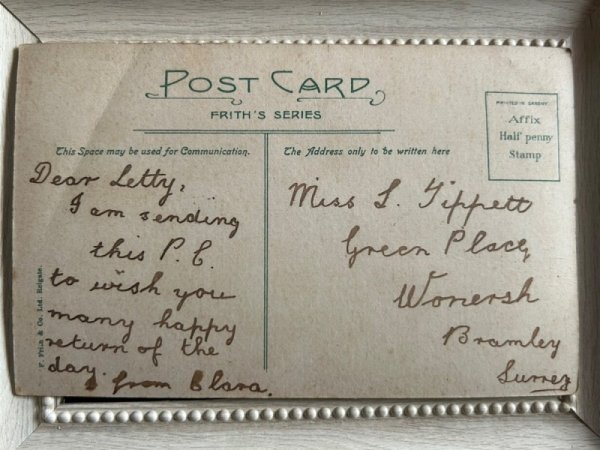 POST CARD
FRITH'S SERIES
This Space may be used for Communication.
The Address only to be written here
PRINTED IN SAXONY
Affix
Half penny
Stamp
Dear Letty,
I am sending
this P.C.
to wish you
many happy
return of the
day.
from Clara.
Miss L. Tippett
Green Place,
Wonersh
Bramley
Surrey
F. Frith & Co. Ltd. Reigate.